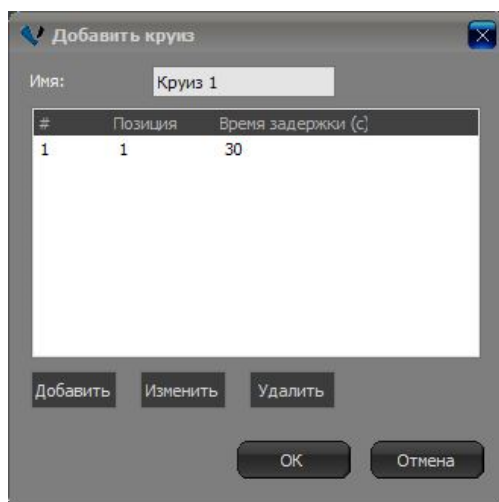 Добавить круиз
Имя: Круиз 1
# Позиция Время задержки (с)
1 1 30
Добавить Изменить Удалить
OK Отмена